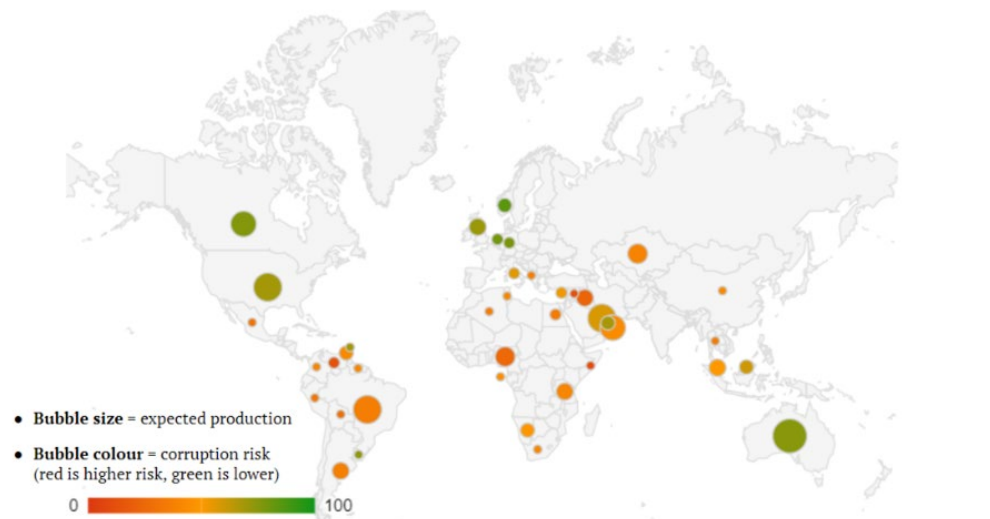 ● Bubble size = expected production
● Bubble colour = corruption risk
(red is higher risk, green is lower)
0 100